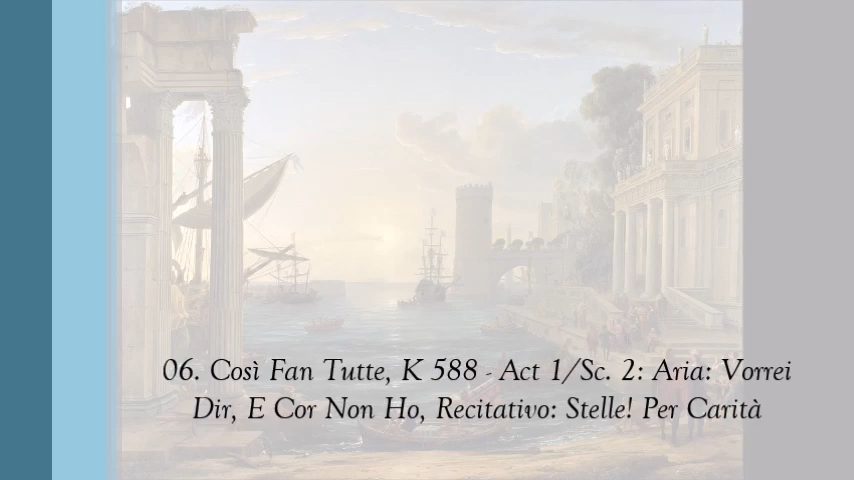 06. Così Fan Tutte, K 588 - Act 1/Sc. 2: Aria: Vorrei
Dir, E Cor Non Ho, Recitativo: Stelle! Per Carità